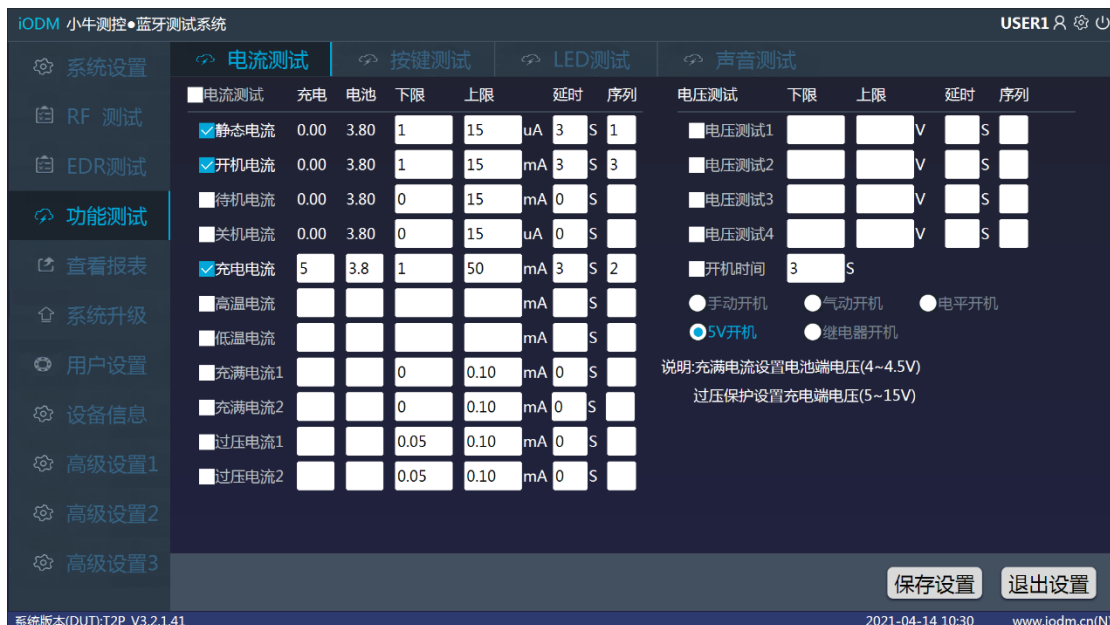 iODM 小牛测控●蓝牙测试系统 USER1
系统设置
RF 测试
EDR测试
功能测试
查看报表
系统升级
用户设置
设备信息
高级设置1
高级设置2
高级设置3
电流测试 按键测试 LED测试 声音测试
电流测试 充电 电池 下限 上限 延时 序列
静态电流 0.00 3.80 1 15 uA 3 S 1
开机电流 0.00 3.80 1 15 mA 3 S 3
待机电流 0.00 3.80 0 15 mA 0 S
关机电流 0.00 3.80 0 15 uA 0 S
充电电流 5 3.8 1 50 mA 3 S 2
高温电流 mA S
低温电流 mA S
充满电流1 0 0.10 mA 0 S
充满电流2 0 0.10 mA 0 S
过压电流1 0.05 0.10 mA 0 S
过压电流2 0.05 0.10 mA 0 S
电压测试 下限 上限 延时 序列
电压测试1 V S
电压测试2 V S
电压测试3 V S
电压测试4 V S
开机时间 3 S
手动开机 气动开机 电平开机
5V开机 继电器开机
说明:充满电流设置电池端电压(4~4.5V)
过压保护设置充电端电压(5~15V)
保存设置 退出设置
系统版本(DUT):T2P_V3.2.1.41 2021-04-14 10:30 www.iodm.cn(N